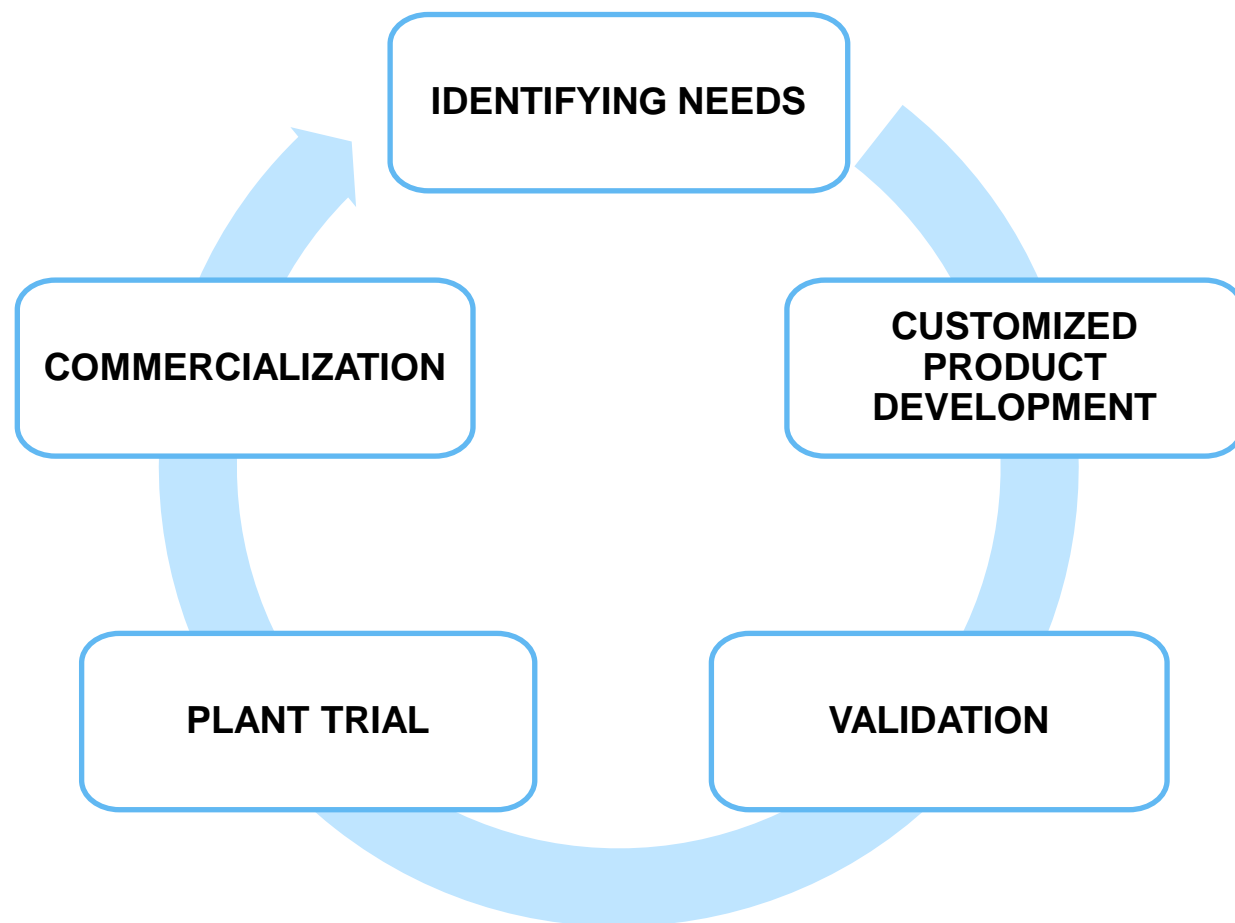 IDENTIFYING NEEDS
CUSTOMIZED
PRODUCT
DEVELOPMENT
VALIDATION
PLANT TRIAL
COMMERCIALIZATION